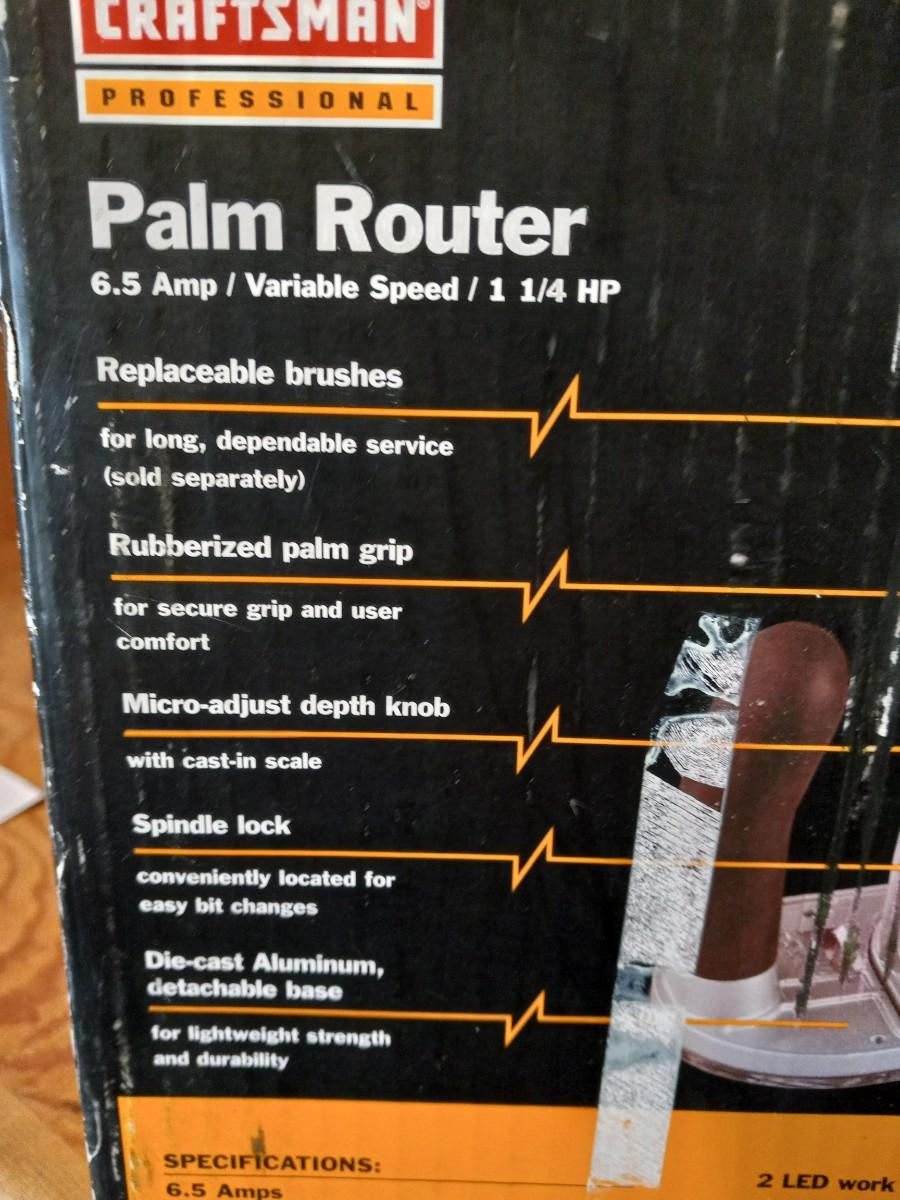 CRAFTSMAN®
PROFESSIONAL
Palm Router
6.5 Amp / Variable Speed / 1 1/4 HP
Replaceable brushes
for long, dependable service
(sold separately)
Rubberized palm grip
for secure grip and user
comfort
Micro-adjust depth knob
with cast-in scale
Spindle lock
conveniently located for
easy bit changes
Die-cast Aluminum,
detachable base
for lightweight strength
and durability
SPECIFICATIONS:
6.5 Amps
2 LED work